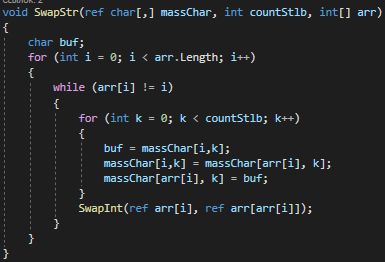 Ссылок: 2
void SwapStr(ref char[,] massChar, int countStlb, int[] arr)
{
    char buf;
    for (int i = 0; i < arr.Length; i++)
    {
        while (arr[i] != i)
        {
            for (int k = 0; k < countStlb; k++)
            {
                buf = massChar[i,k];
                massChar[i,k] = massChar[arr[i], k];
                massChar[arr[i], k] = buf;
            }
            SwapInt(ref arr[i], ref arr[arr[i]]);
        }
    }
}